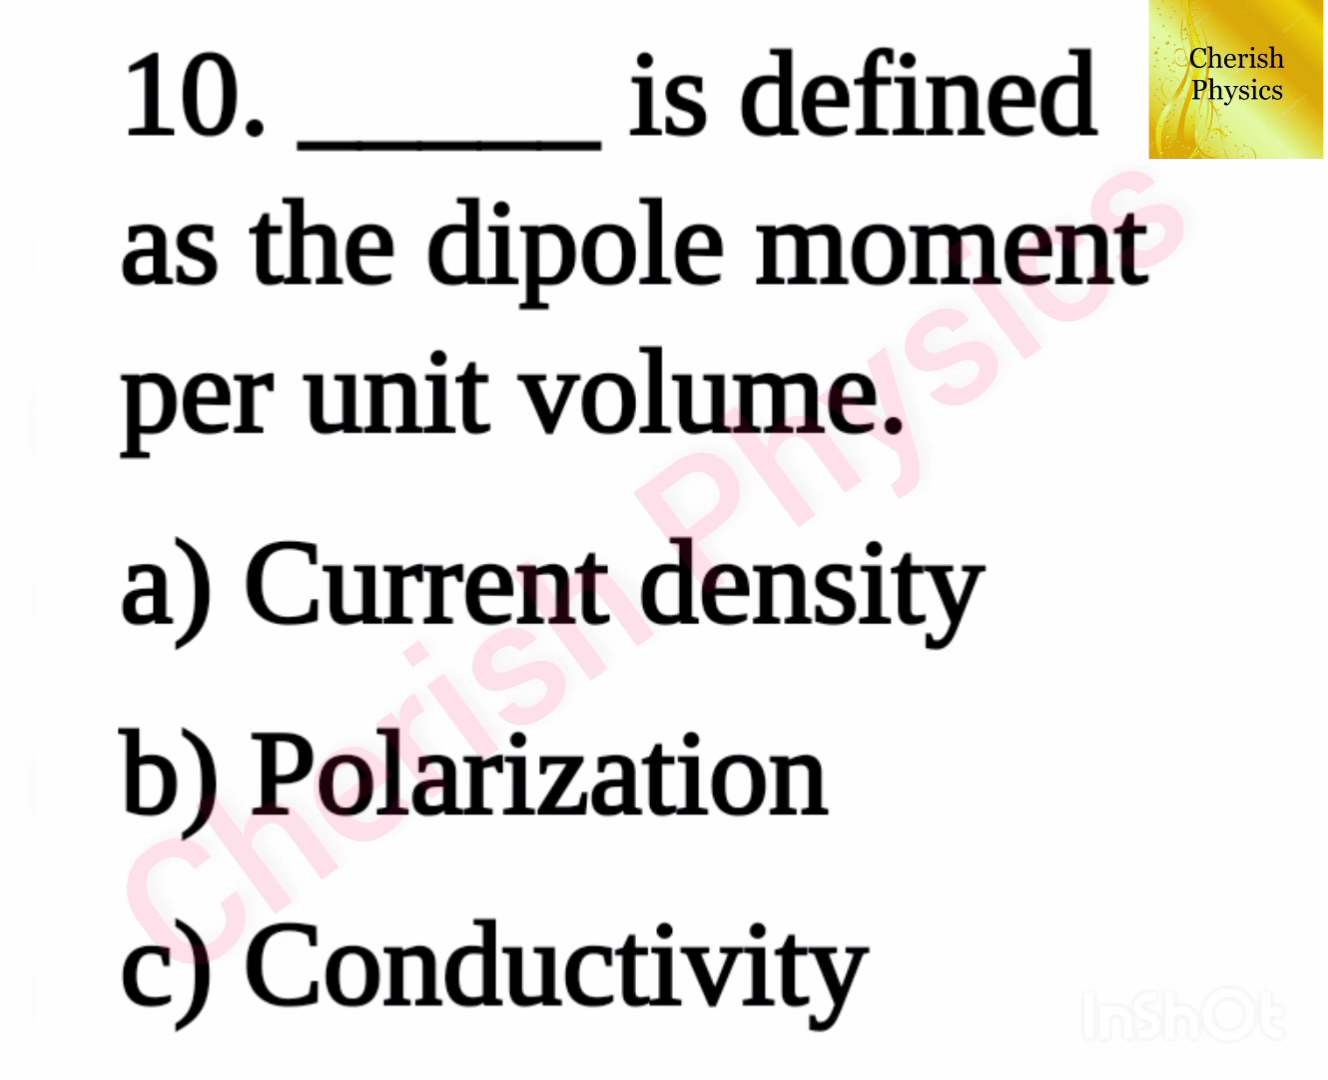 10. _____ is defined
as the dipole moment
per unit volume.
a) Current density
b) Polarization
c) Conductivity
Cherish
Physics
Cherish Physics
InShOt